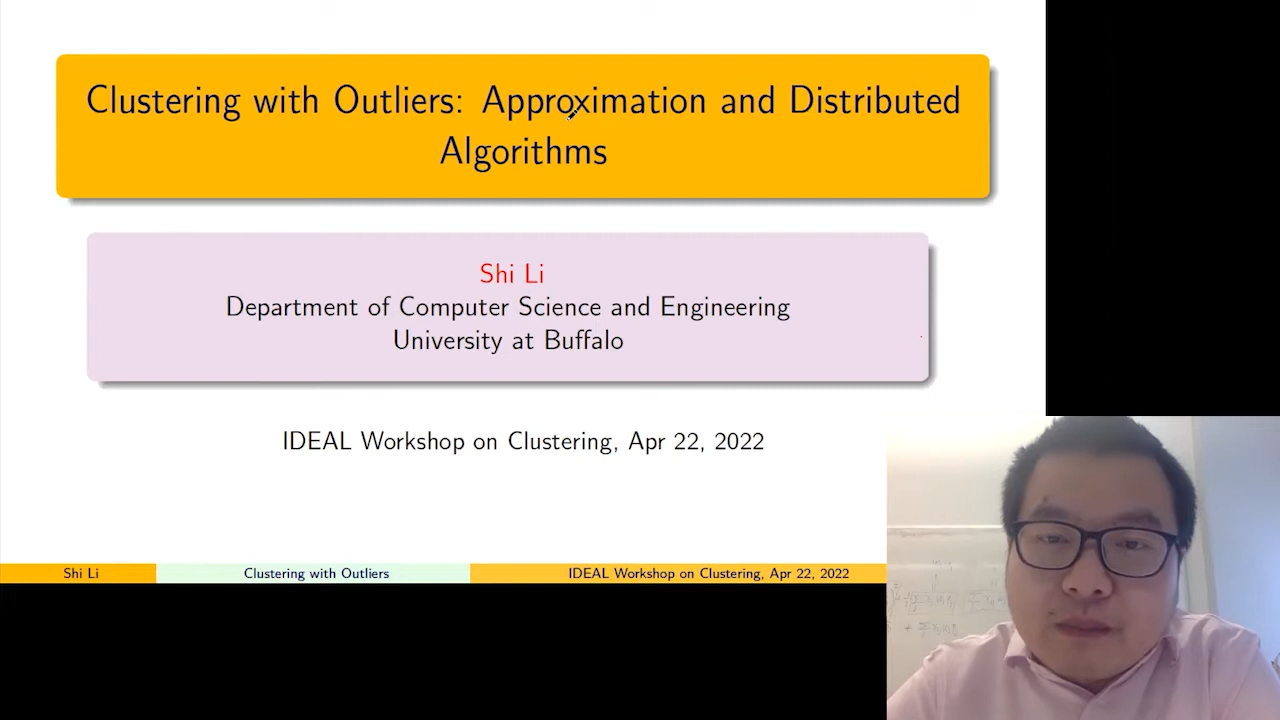 Clustering with Outliers: Approximation and Distributed
Algorithms
Shi Li
Department of Computer Science and Engineering
University at Buffalo
IDEAL Workshop on Clustering, Apr 22, 2022
Shi Li
Clustering with Outliers
IDEAL Workshop on Clustering, Apr 22, 2022